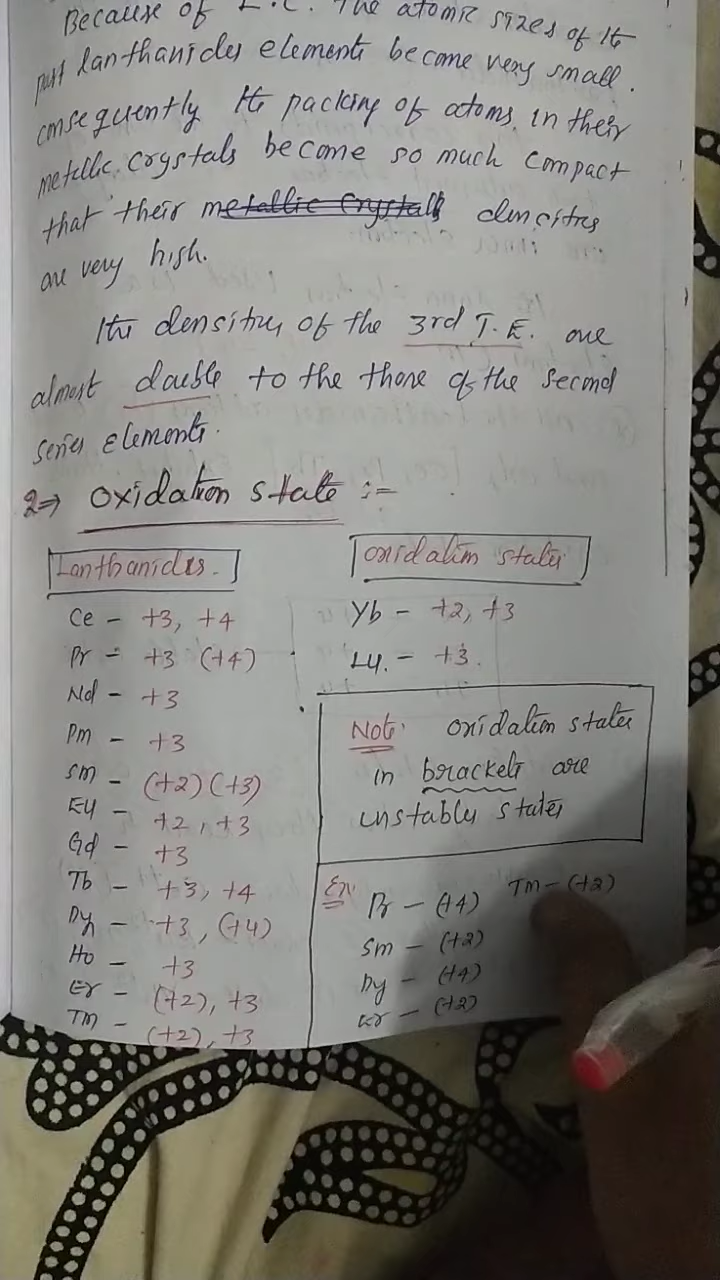 Because of L.C. The atomic sizes of the
post lanthanides elements become very small.
consequently the packing of atoms in their
metallic crystals become so much compact
that their metallic crystals dencitres
are very high.
The densities of the 3rd T.E. are
almost double to the those of the second
series elements.
2⇒ oxidation state :-
Lanthanides.
Ce - +3, +4
Pr - +3 (+4)
Nd - +3
Pm - +3
Sm - (+2) (+3)
Eu - +2, +3
Gd - +3
Tb - +3, +4
Dy - +3, (+4)
Ho - +3
Er - (+2), +3
Tm - (+2), +3
oxidation states
Yb - +2, +3
Lu. - +3.
Note: oxidation states
in brackets are
unstables states
Ex: Pr - (+4) Tm - (+2)
Sm - (+2)
Dy - (+4)
Er - (+2)